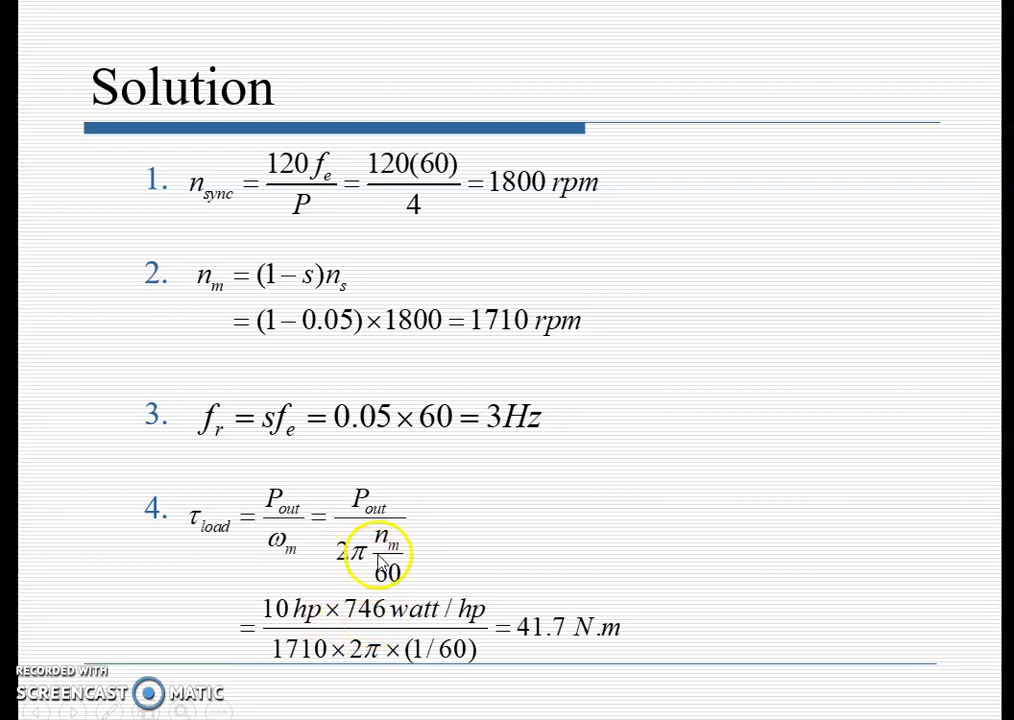 Solution
1. n_sync = 120 f_e / P = 120(60) / 4 = 1800 rpm
2. n_m = (1 – s)n_s
= (1 – 0.05) × 1800 = 1710 rpm
3. f_r = sf_e = 0.05 × 60 = 3Hz
4. τ_load = P_out / ω_m = P_out / (2π n_m / 60)
= 10 hp × 746 watt / hp / 1710 × 2π × (1 / 60) = 41.7 N.m
RECORDED WITH
SCREENCAST MATIC